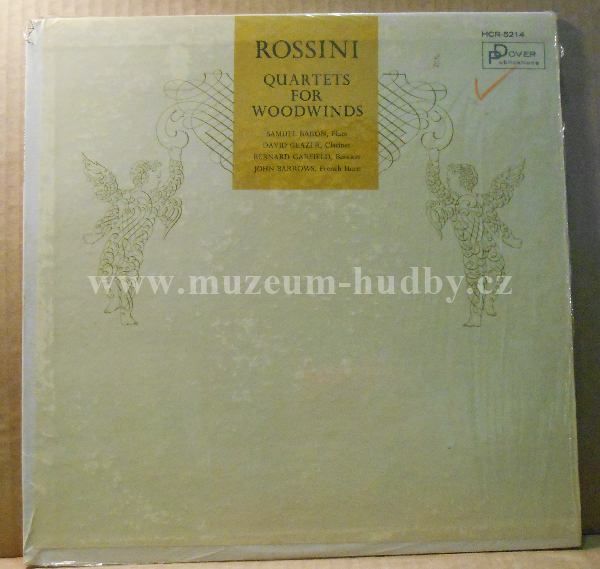 HCR-5214
DOVER
PUBLICATIONS
ROSSINI
QUARTETS
FOR
WOODWINDS
SAMUEL BARON, Flute
DAVID GLAZER, Clarinet
BERNARD GARFIELD, Bassoon
JOHN BARROWS, French Horn
www.muzeum-hudby.cz